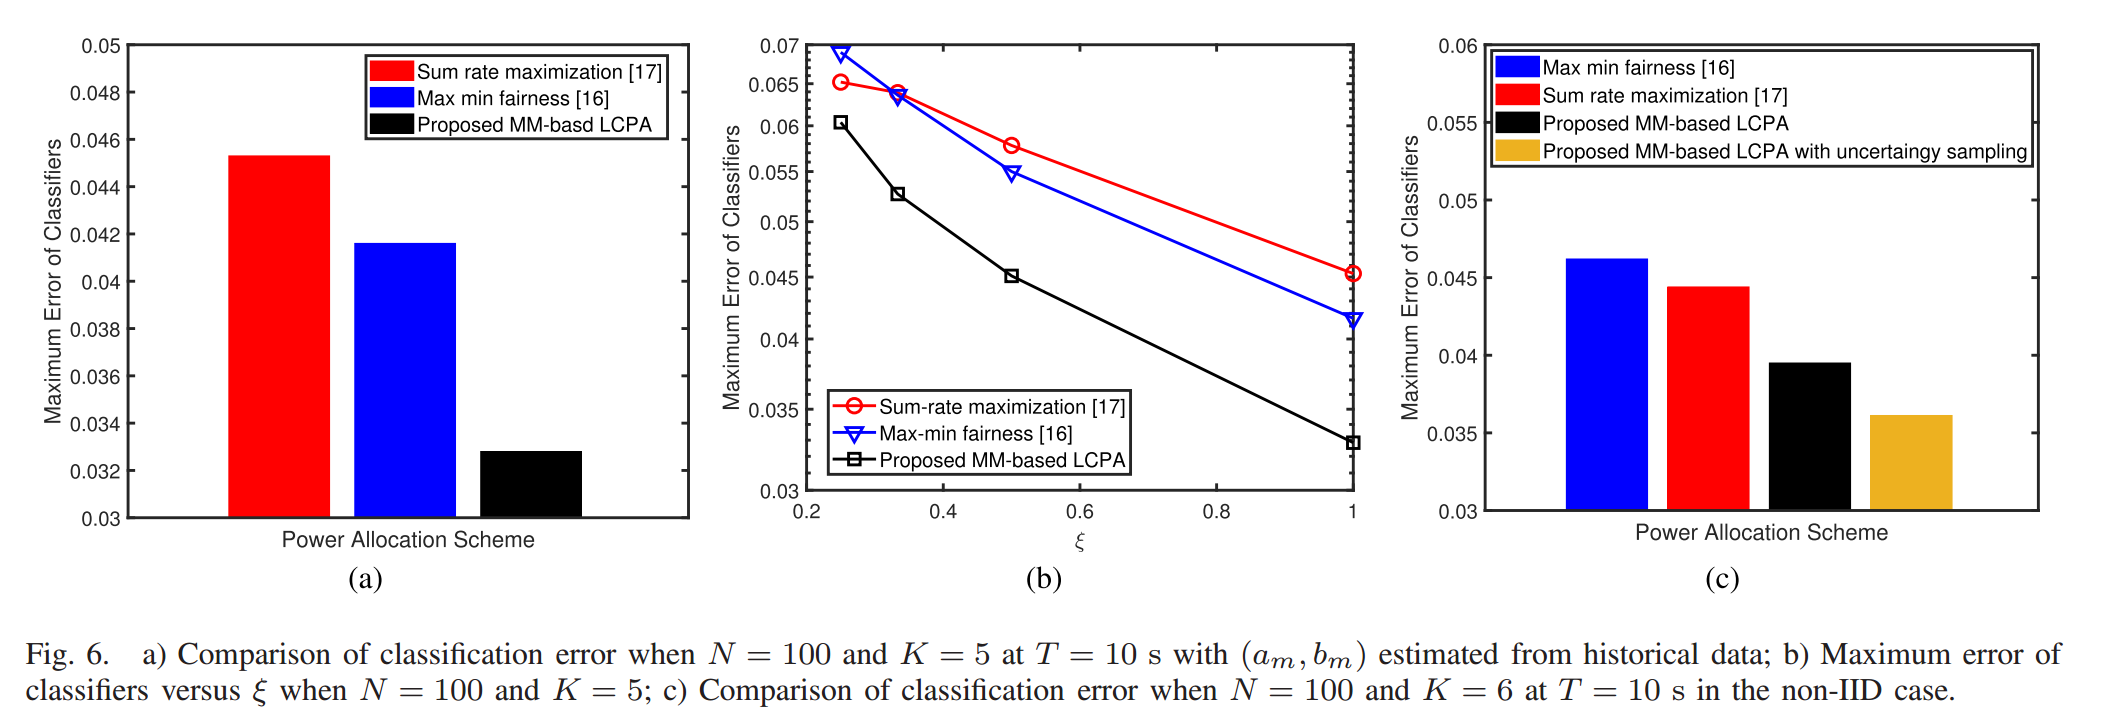 0.05
0.048
0.046
0.044
0.042
0.04
0.038
0.036
0.034
0.032
0.03
Maximum Error of Classifiers
Sum rate maximization [17]
Max min fairness [16]
Proposed MM-basd LCPA
Power Allocation Scheme
(a)
0.07
0.065
0.06
0.055
0.05
0.045
0.04
0.035
0.03
Maximum Error of Classifiers
Sum-rate maximization [17]
Max-min fairness [16]
Proposed MM-based LCPA
0.2 0.4 0.6 0.8 1
ξ
(b)
0.06
0.055
0.05
0.045
0.04
0.035
0.03
Maximum Error of Classifiers
Max min fairness [16]
Sum rate maximization [17]
Proposed MM-based LCPA
Proposed MM-based LCPA with uncertaingy sampling
Power Allocation Scheme
(c)
Fig. 6. a) Comparison of classification error when N = 100 and K = 5 at T = 10 s with (a_m, b_m) estimated from historical data; b) Maximum error of
classifiers versus ξ when N = 100 and K = 5; c) Comparison of classification error when N = 100 and K = 6 at T = 10 s in the non-IID case.